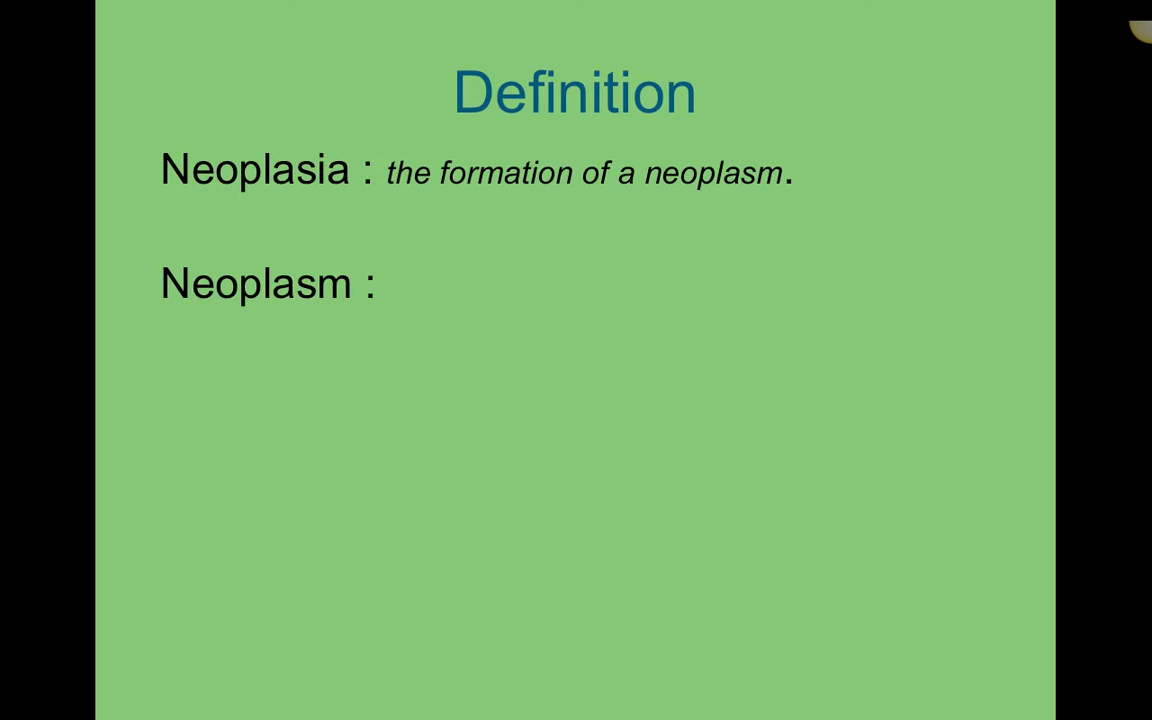 Definition
Neoplasia : the formation of a neoplasm.
Neoplasm :